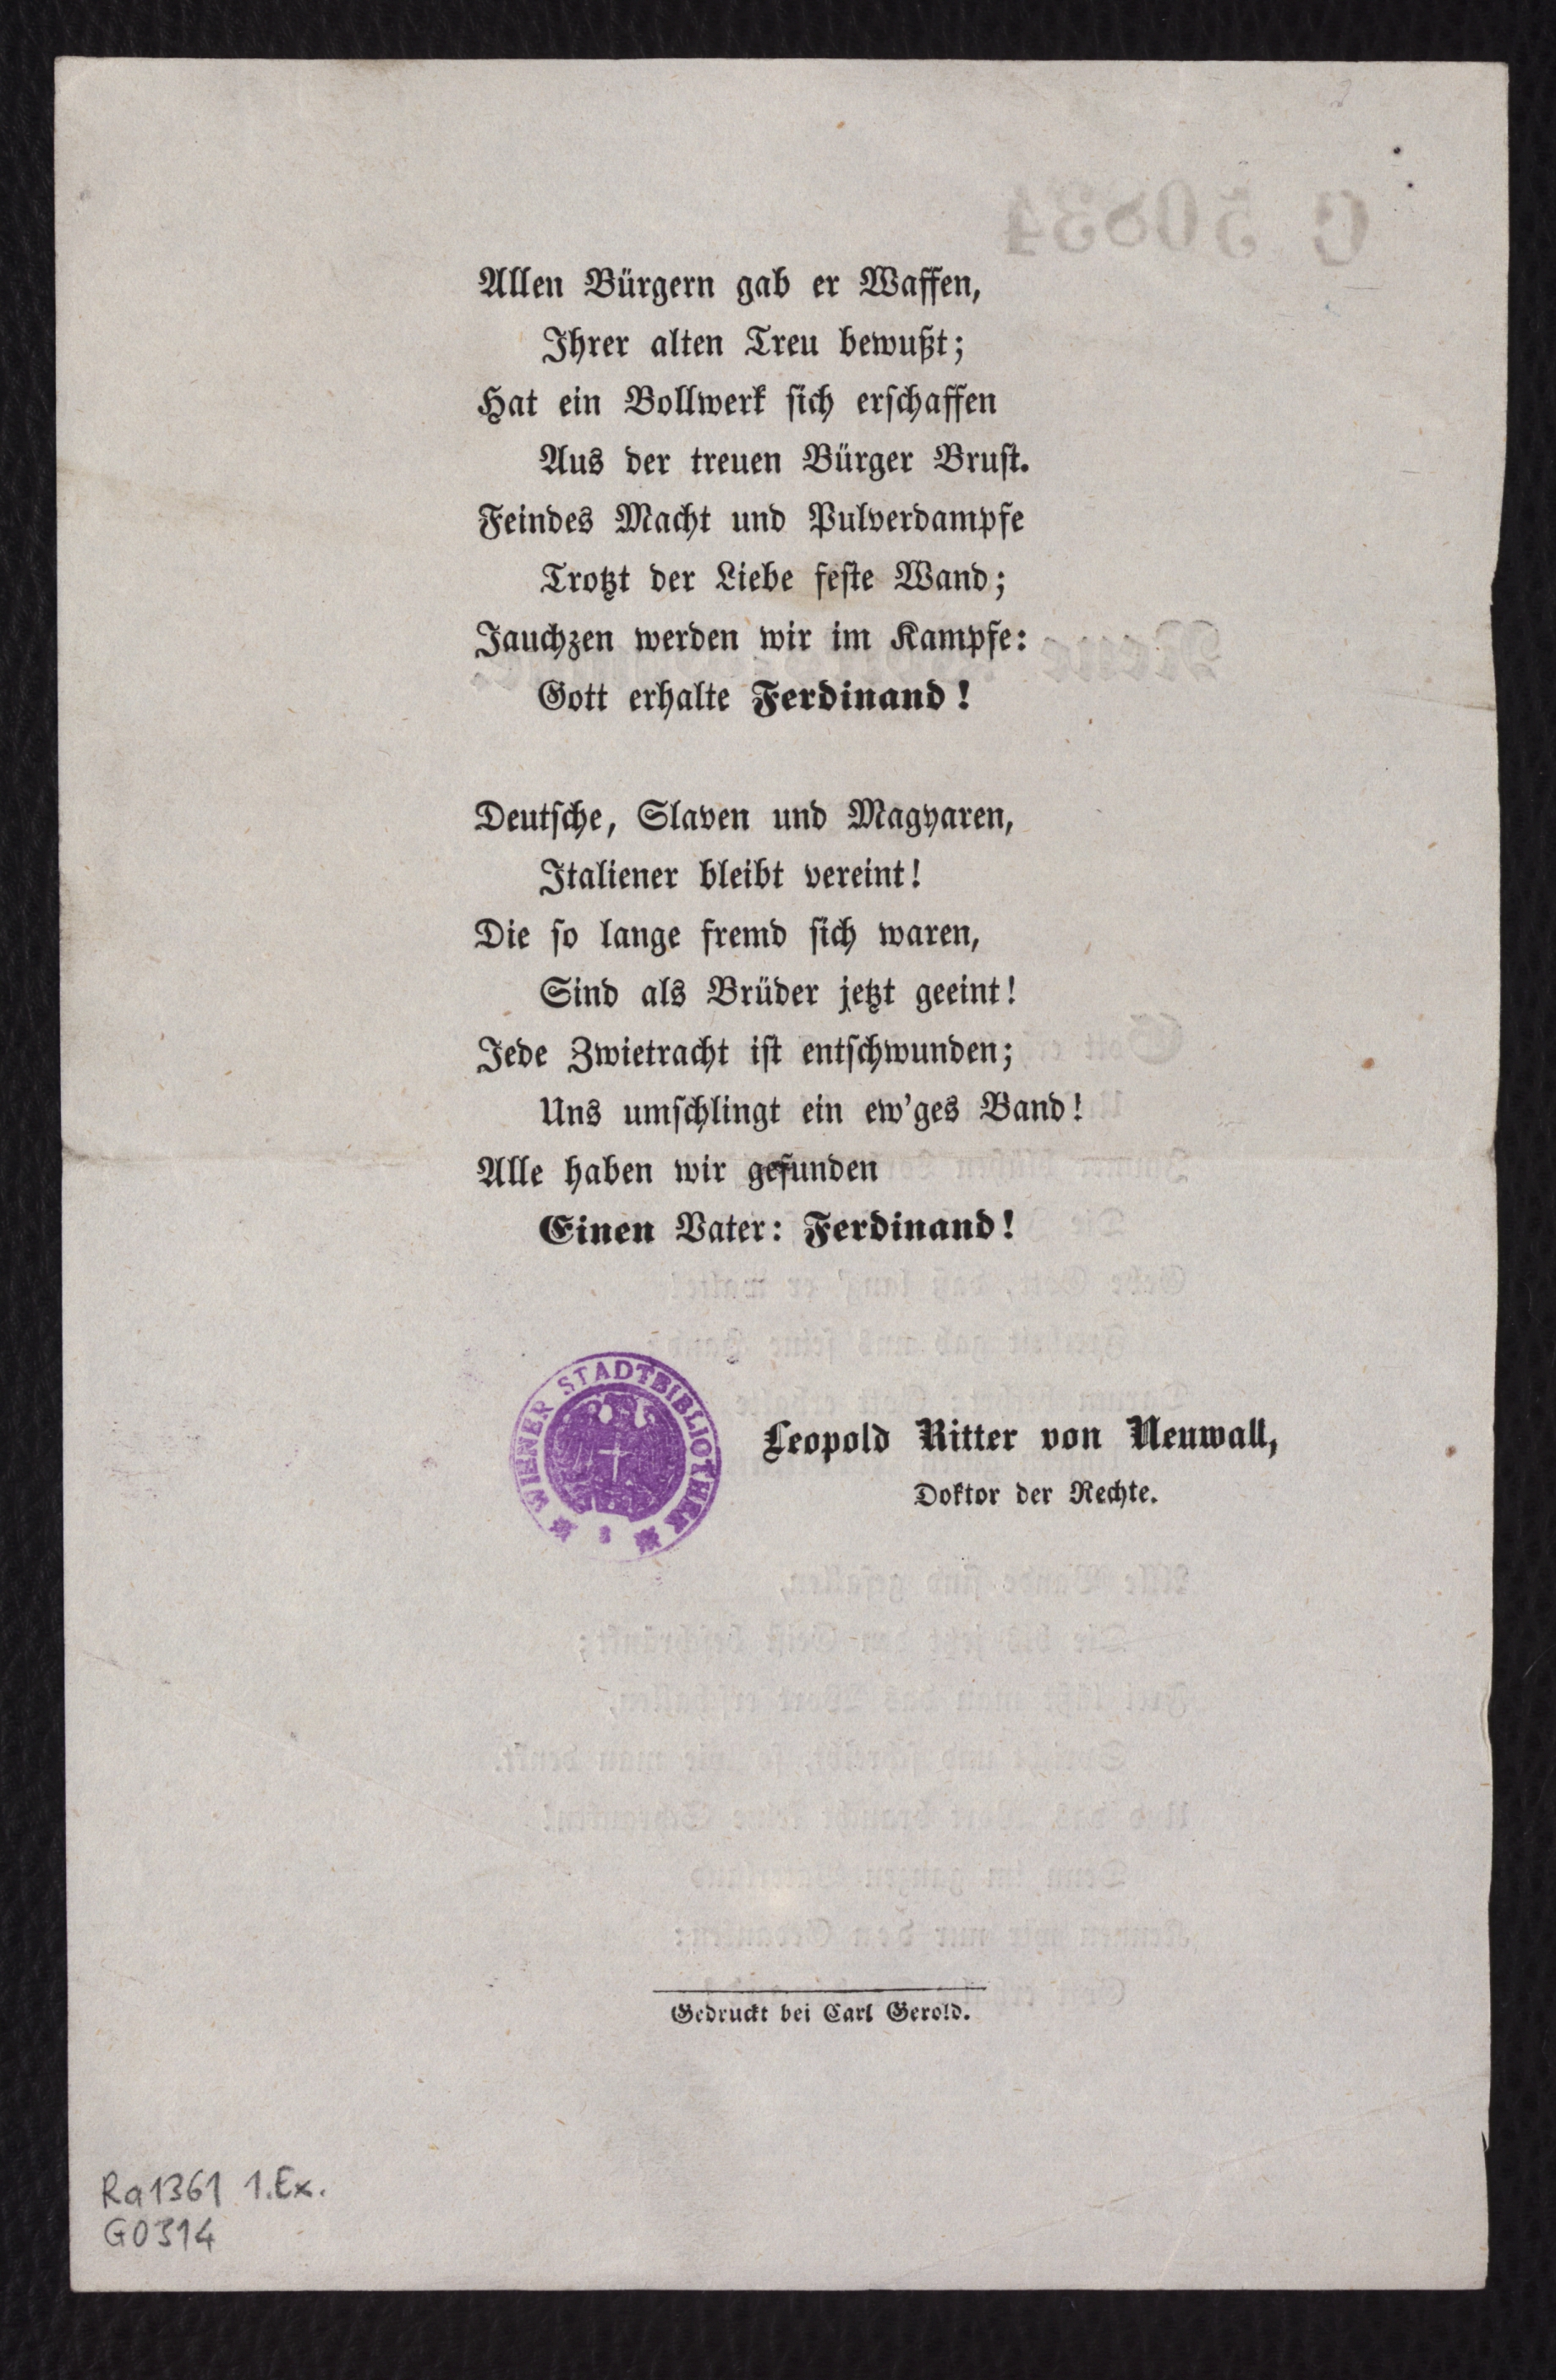 Allen Bürgern gab er Waffen,
Ihrer alten Treu bewußt;
Hat ein Bollwerk sich erschaffen
Aus der treuen Bürger Brust.
Feindes Macht und Pulverdampfe
Trotzt der Liebe feste Wand;
Jauchzen werden wir im Kampfe:
Gott erhalte Ferdinand!
Deutsche, Slaven und Magyaren,
Italiener bleibt vereint!
Die so lange fremd sich waren,
Sind als Brüder jetzt geeint!
Jede Zwietracht ist entschwunden;
Uns umschlingt ein ew'ges Band!
Alle haben wir gefunden
Einen Vater: Ferdinand!
WIENER STADTBIBLIOTHEK
Leopold Ritter von Neuwall,
Doktor der Rechte.
Gedruckt bei Carl Gerold.
Ra1361 1.Ex.
G0314